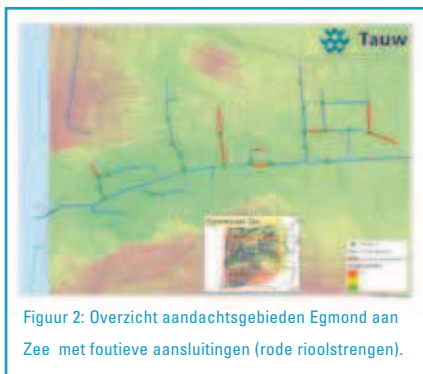 Tauw
Figuur 2: Overzicht aandachtsgebieden Egmond aan
Zee met foutieve aansluitingen (rode rioolstrengen).